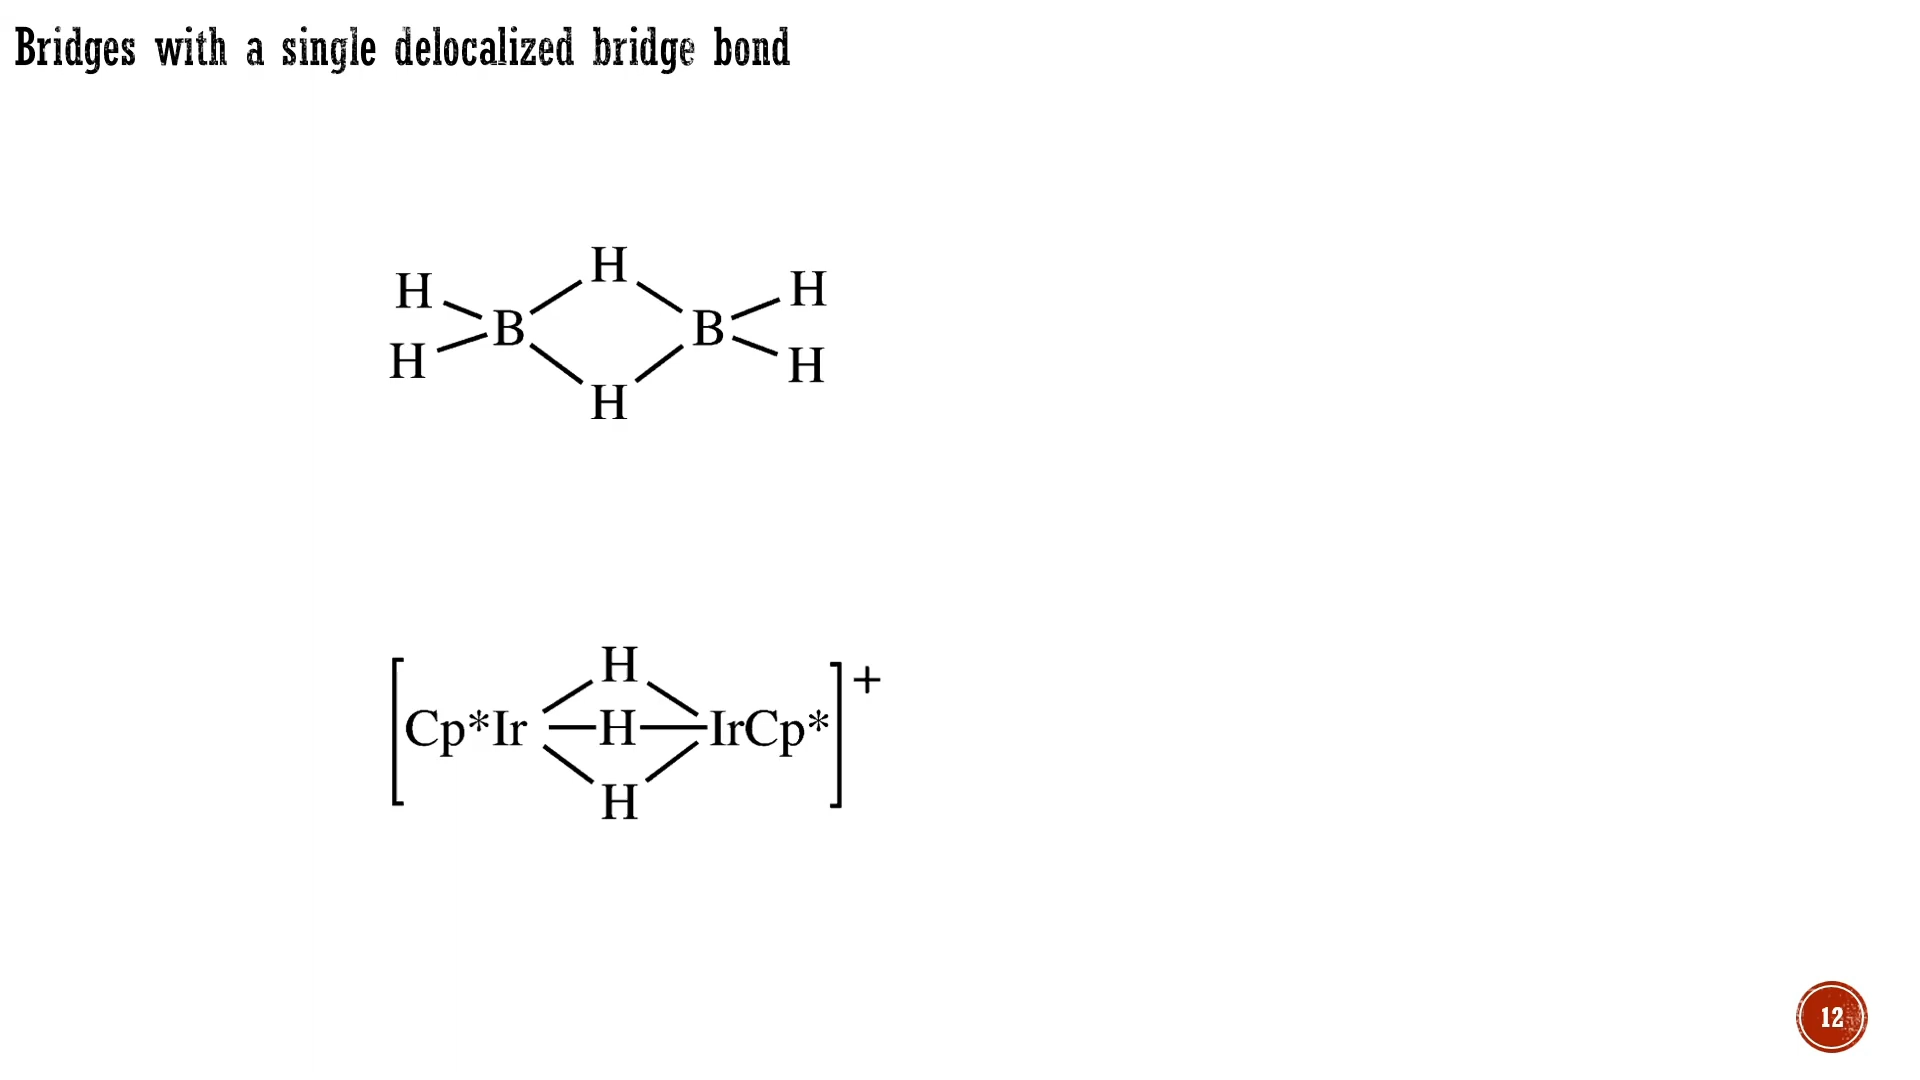 Bridges with a single delocalized bridge bond
H
H H
B B
H H
H
H
[Cp*Ir —H— IrCp*]+
H
12